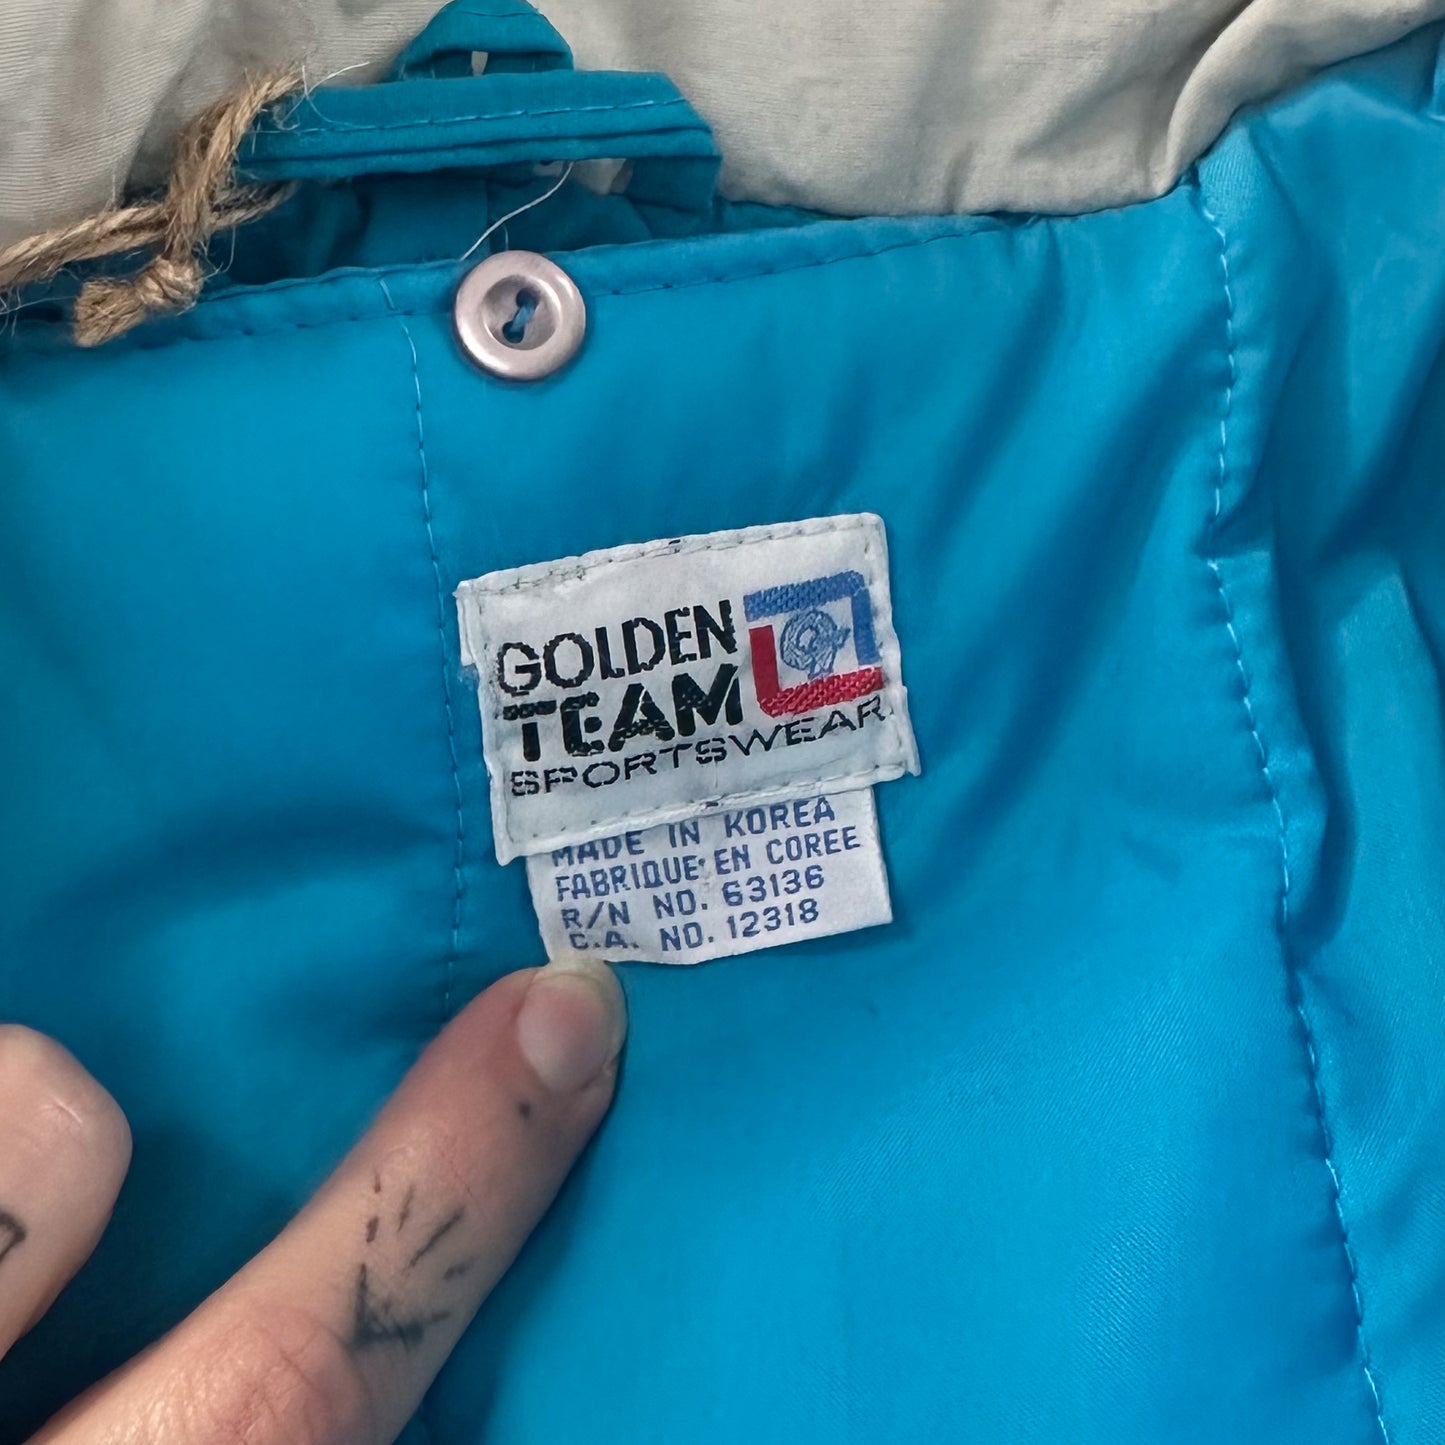 GOLDEN
TEAM
SPORTSWEAR
MADE IN KOREA
FABRIQUE EN COREE
R/N NO. 63136
C.A. NO. 12318